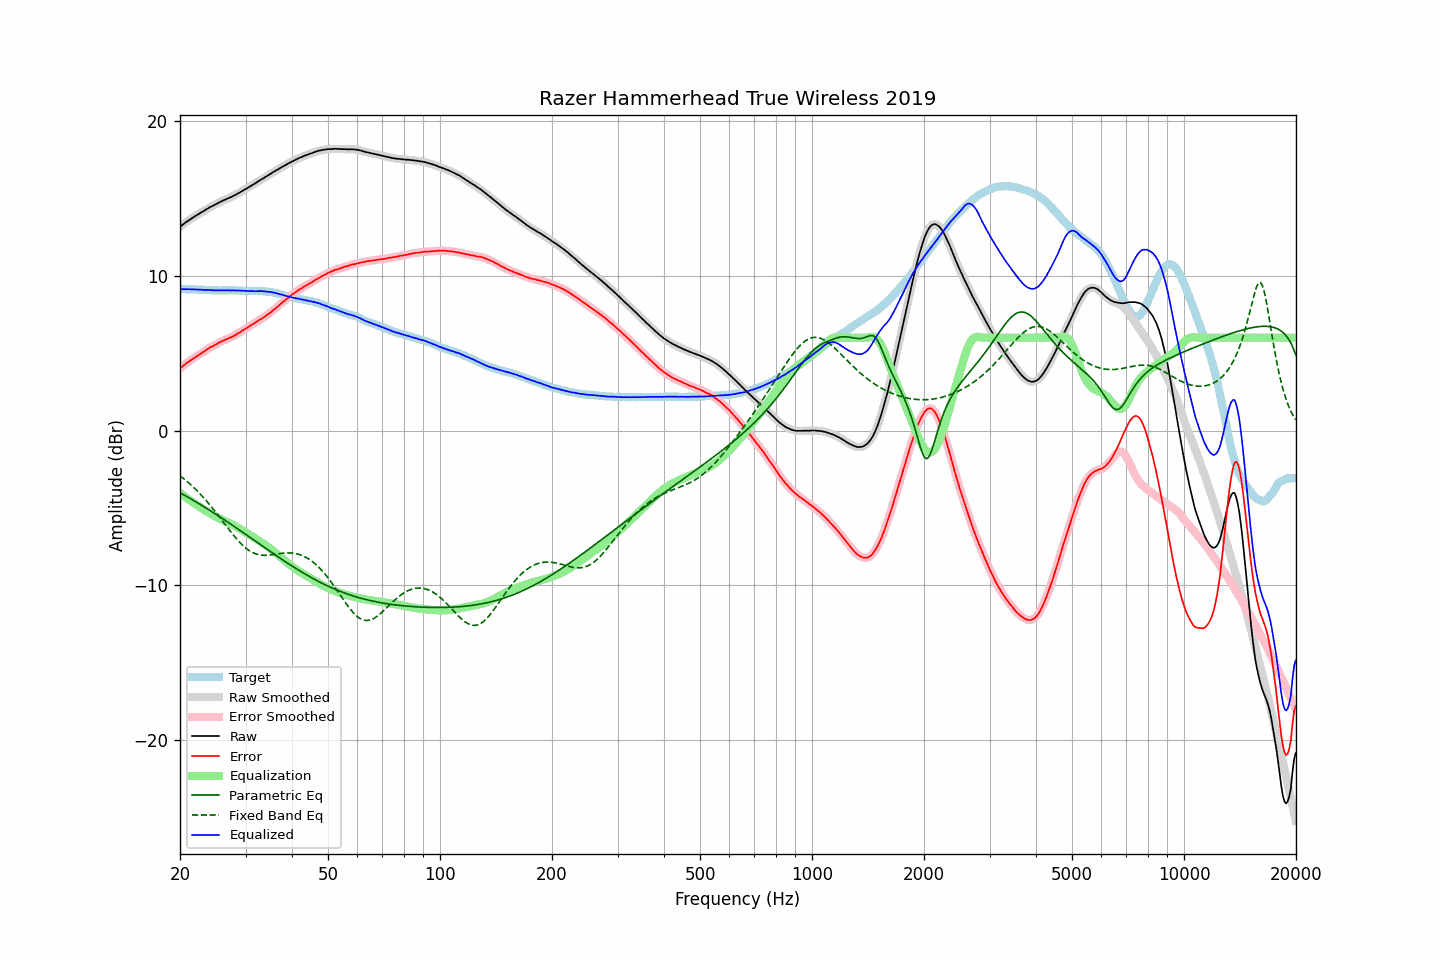 Razer Hammerhead True Wireless 2019
20
10
0
−10
−20
Amplitude (dBr)
Target
Raw Smoothed
Error Smoothed
Raw
Error
Equalization
Parametric Eq
Fixed Band Eq
Equalized
20 50 100 200 500 1000 2000 5000 10000 20000
Frequency (Hz)